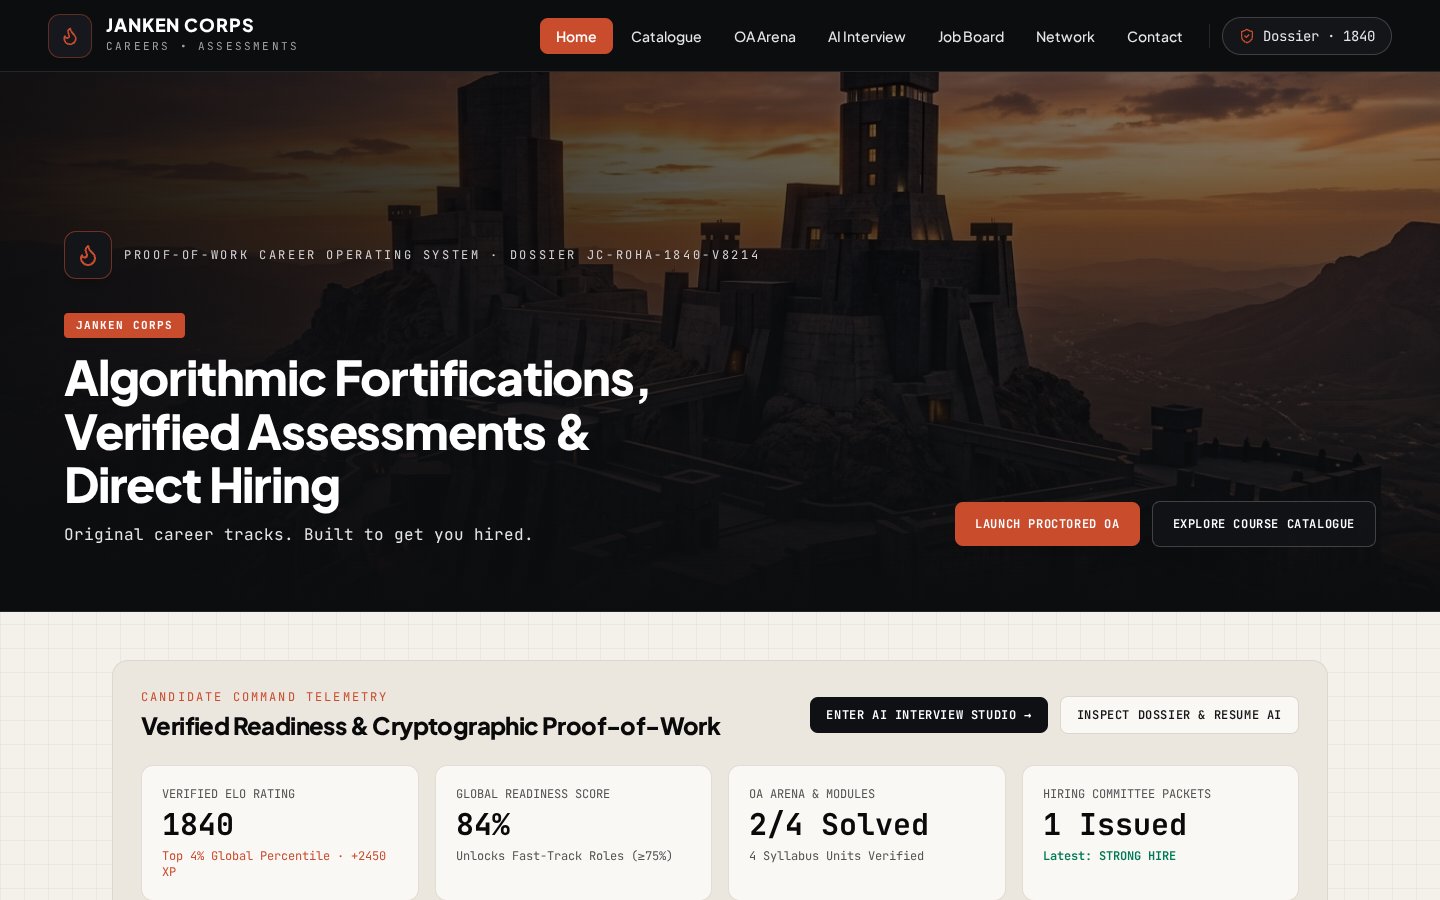 JANKEN CORPS
CAREERS • ASSESSMENTS
Home
Catalogue
OA Arena
AI Interview
Job Board
Network
Contact
Dossier · 1840
PROOF-OF-WORK CAREER OPERATING SYSTEM · DOSSIER JC-ROHA-1840-V8214
JANKEN CORPS
Algorithmic Fortifications,
Verified Assessments &
Direct Hiring
Original career tracks. Built to get you hired.
LAUNCH PROCTORED OA
EXPLORE COURSE CATALOGUE
CANDIDATE COMMAND TELEMETRY
Verified Readiness & Cryptographic Proof-of-Work
ENTER AI INTERVIEW STUDIO →
INSPECT DOSSIER & RESUME AI
VERIFIED ELO RATING
1840
Top 4% Global Percentile · +2450
XP
GLOBAL READINESS SCORE
84%
Unlocks Fast-Track Roles (≥75%)
OA ARENA & MODULES
2/4 Solved
4 Syllabus Units Verified
HIRING COMMITTEE PACKETS
1 Issued
Latest: STRONG HIRE